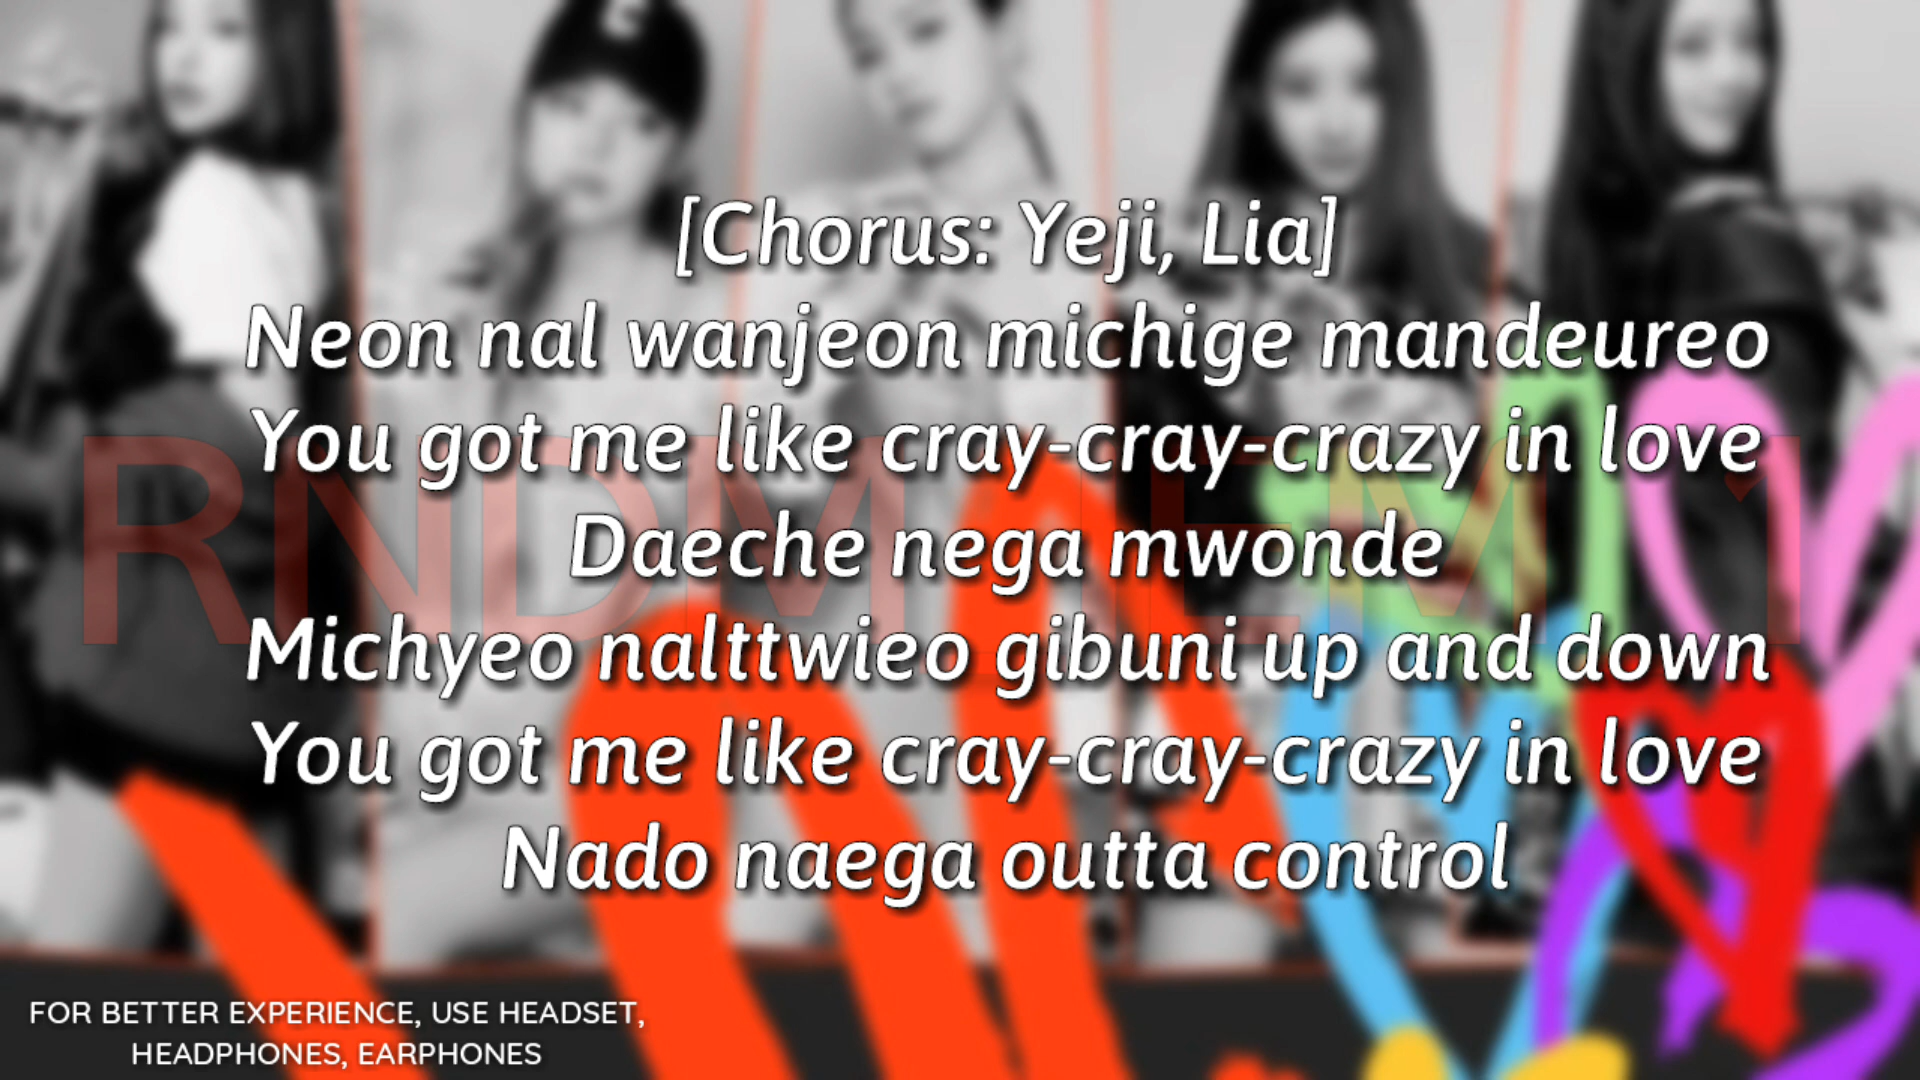 [Chorus: Yeji, Lia]
Neon nal wanjeon michige mandeureo
You got me like cray-cray-crazy in love
Daeche nega mwonde
Michyeo nalttwieo gibuni up and down
You got me like cray-cray-crazy in love
Nado naega outta control
FOR BETTER EXPERIENCE, USE HEADSET,
HEADPHONES, EARPHONES